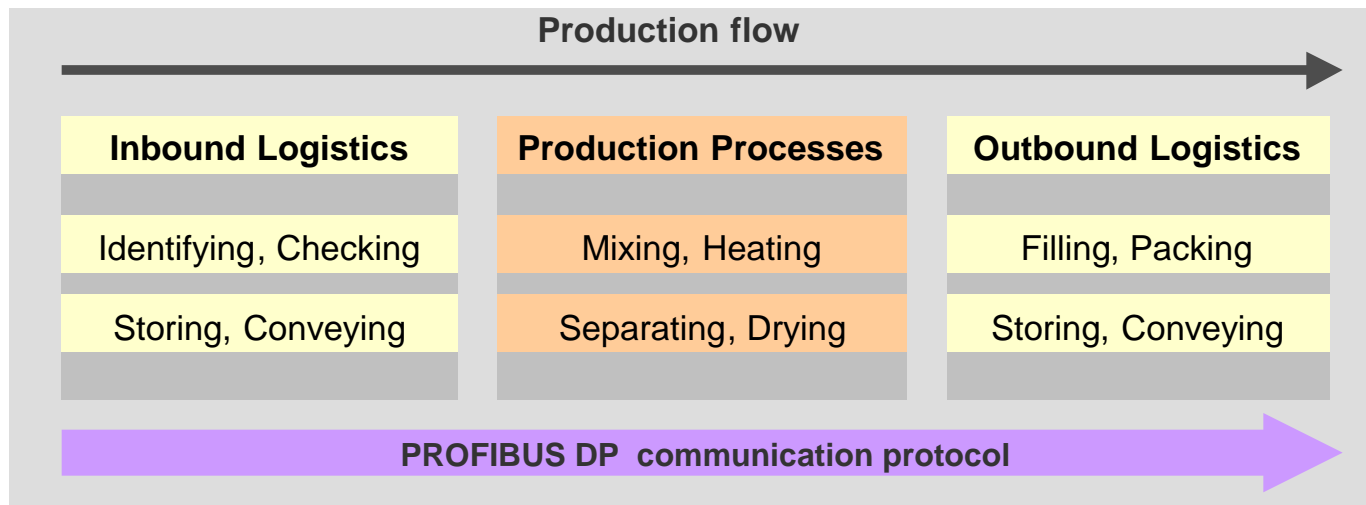 Production flow
Inbound Logistics
Production Processes
Outbound Logistics
Identifying, Checking
Mixing, Heating
Filling, Packing
Storing, Conveying
Separating, Drying
Storing, Conveying
PROFIBUS DP communication protocol